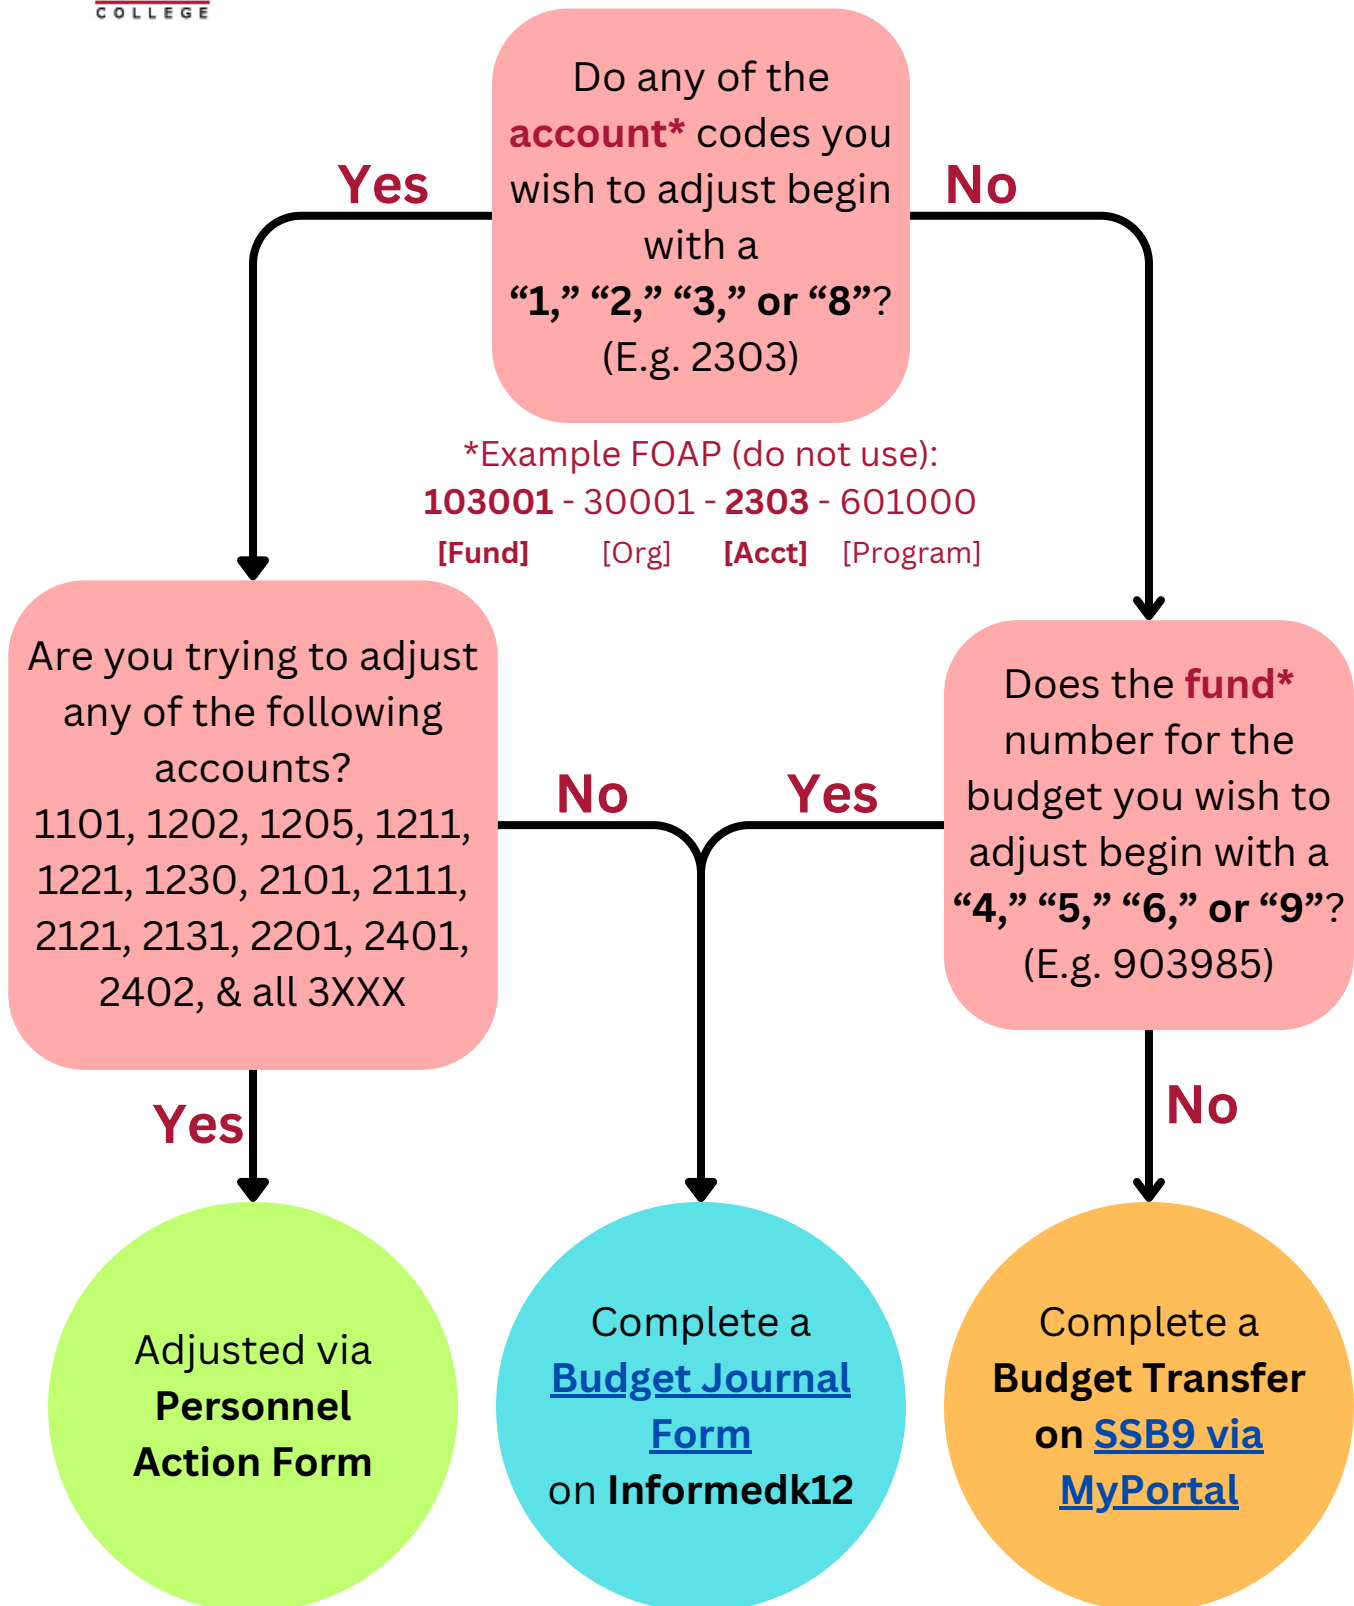 COLLEGE
Do any of the
account* codes you
wish to adjust begin
with a
“1,” “2,” “3,” or “8”?
(E.g. 2303)
Yes
No
*Example FOAP (do not use):
103001 - 30001 - 2303 - 601000
[Fund] [Org] [Acct] [Program]
Are you trying to adjust
any of the following
accounts?
1101, 1202, 1205, 1211,
1221, 1230, 2101, 2111,
2121, 2131, 2201, 2401,
2402, & all 3XXX
No
Yes
Does the fund*
number for the
budget you wish to
adjust begin with a
“4,” “5,” “6,” or “9”?
(E.g. 903985)
Yes
No
Adjusted via
Personnel
Action Form
Complete a
Budget Journal
Form
on Informedk12
Complete a
Budget Transfer
on SSB9 via
MyPortal